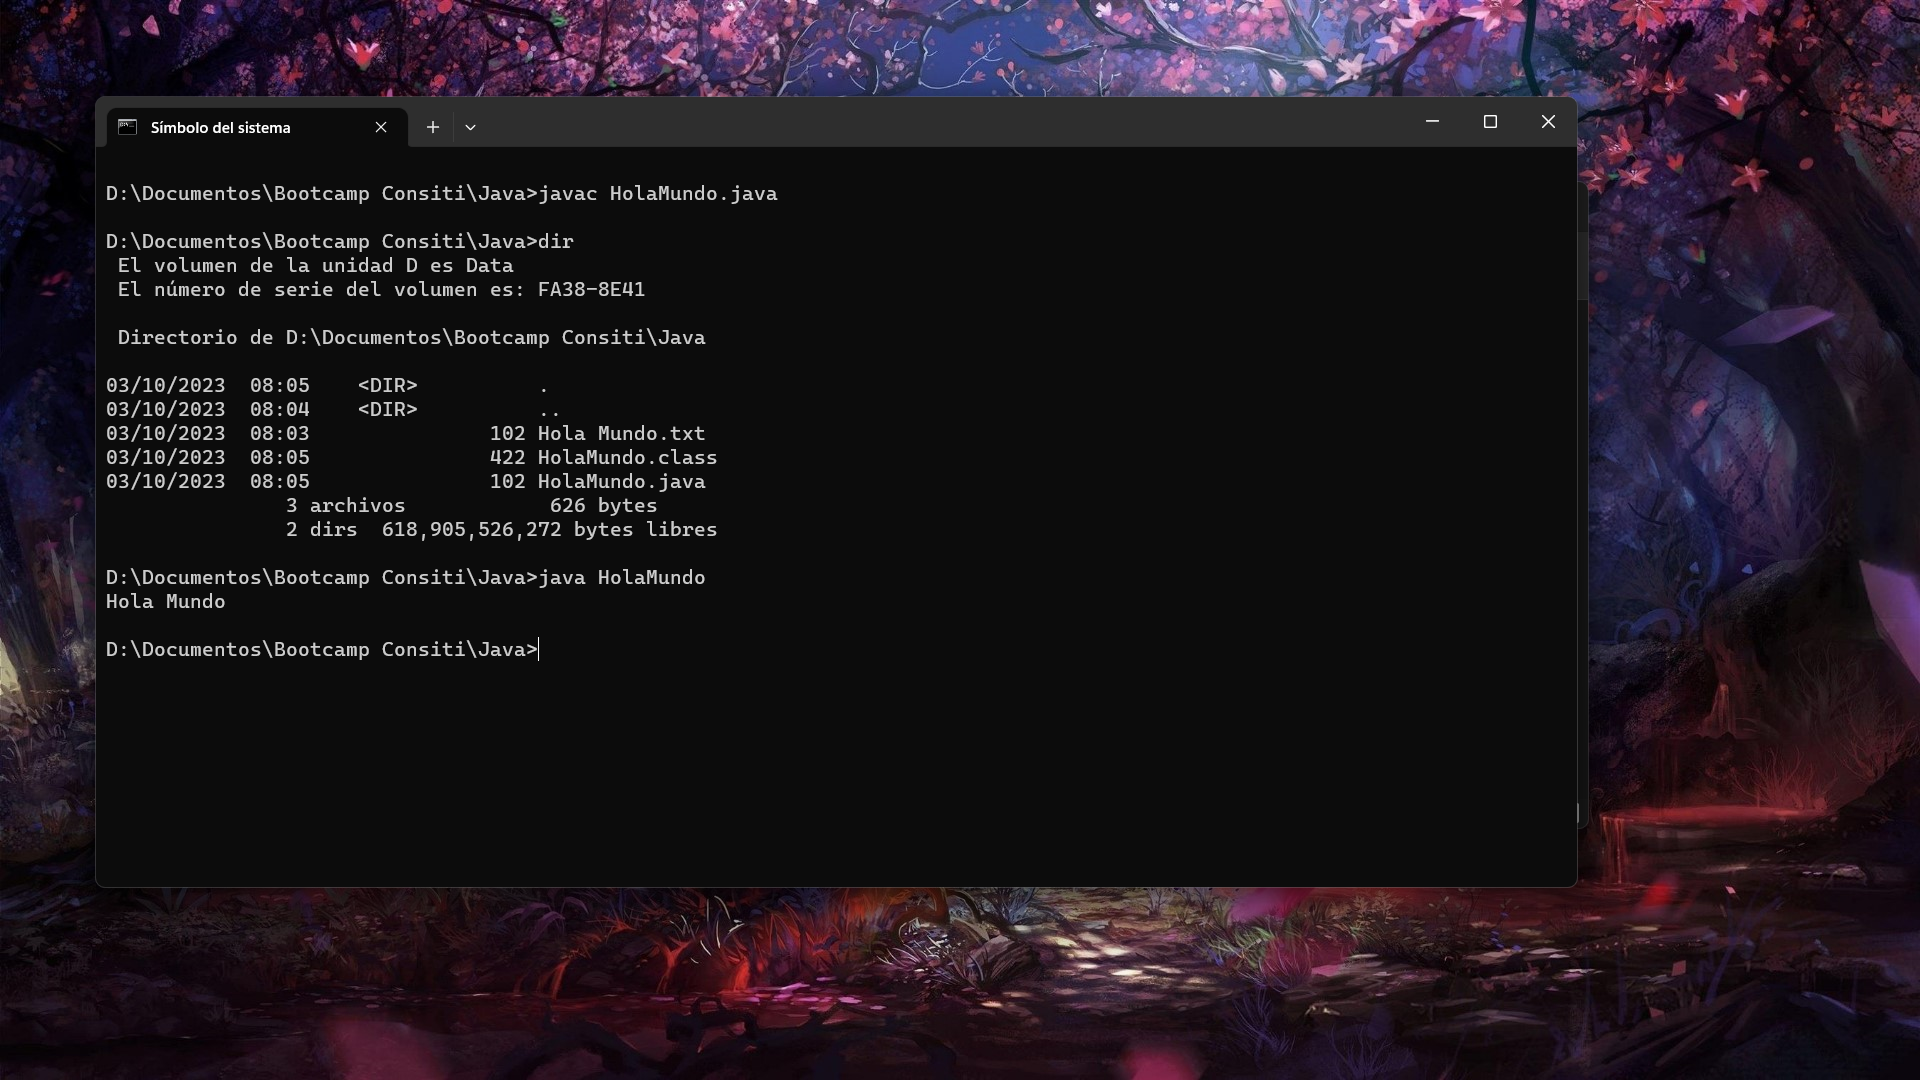 Símbolo del sistema
D:\Documentos\Bootcamp Consiti\Java>javac HolaMundo.java
D:\Documentos\Bootcamp Consiti\Java>dir
El volumen de la unidad D es Data
El número de serie del volumen es: FA38-8E41
Directorio de D:\Documentos\Bootcamp Consiti\Java
03/10/2023  08:05    <DIR>          .
03/10/2023  08:04    <DIR>          ..
03/10/2023  08:03               102 Hola Mundo.txt
03/10/2023  08:05               422 HolaMundo.class
03/10/2023  08:05               102 HolaMundo.java
3 archivos            626 bytes
2 dirs  618,905,526,272 bytes libres
D:\Documentos\Bootcamp Consiti\Java>java HolaMundo
Hola Mundo
D:\Documentos\Bootcamp Consiti\Java>